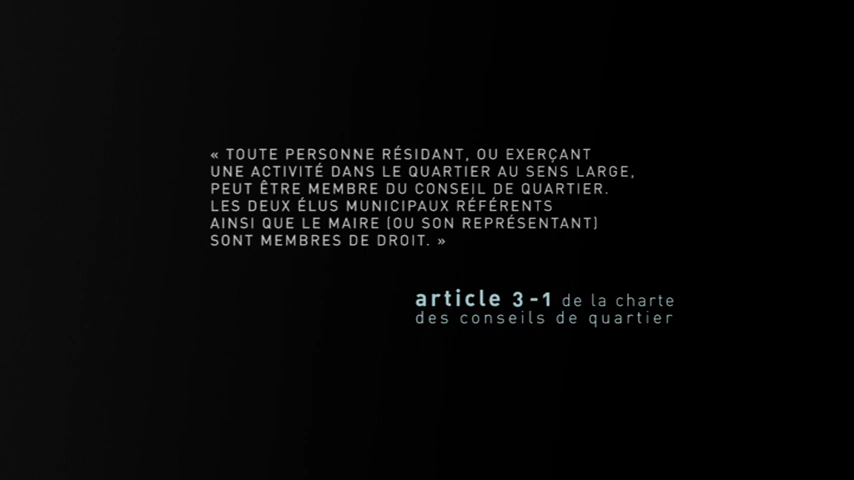 « TOUTE PERSONNE RÉSIDANT, OU EXERÇANT
UNE ACTIVITÉ DANS LE QUARTIER AU SENS LARGE,
PEUT ÊTRE MEMBRE DU CONSEIL DE QUARTIER.
LES DEUX ÉLUS MUNICIPAUX RÉFÉRENTS
AINSI QUE LE MAIRE (OU SON REPRÉSENTANT)
SONT MEMBRES DE DROIT. »
article 3-1 de la charte
des conseils de quartier